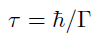 τ = ħ/Γ